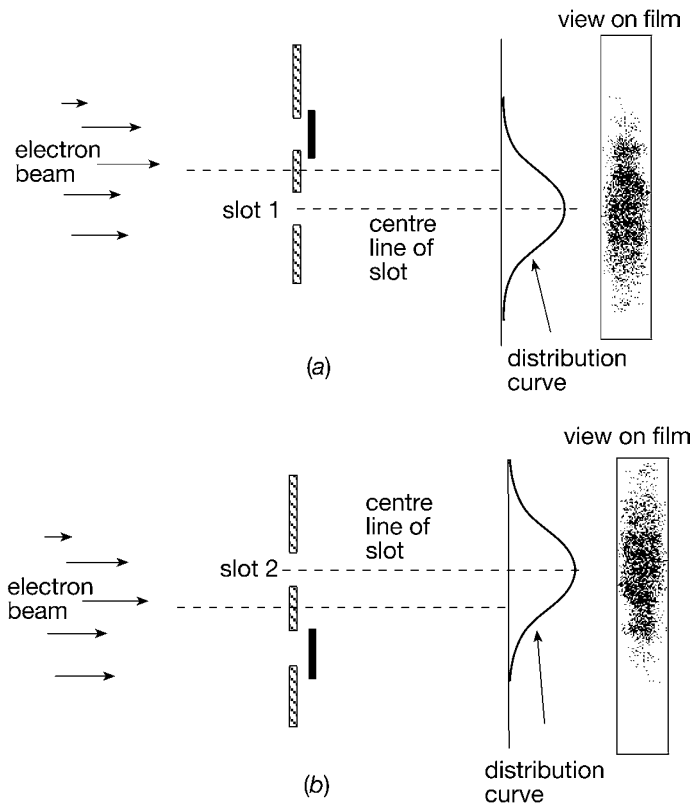 view on film
electron
beam
slot 1
centre
line of
slot
distribution
curve
(a)
view on film
centre
line of
slot
slot 2
electron
beam
distribution
curve
(b)